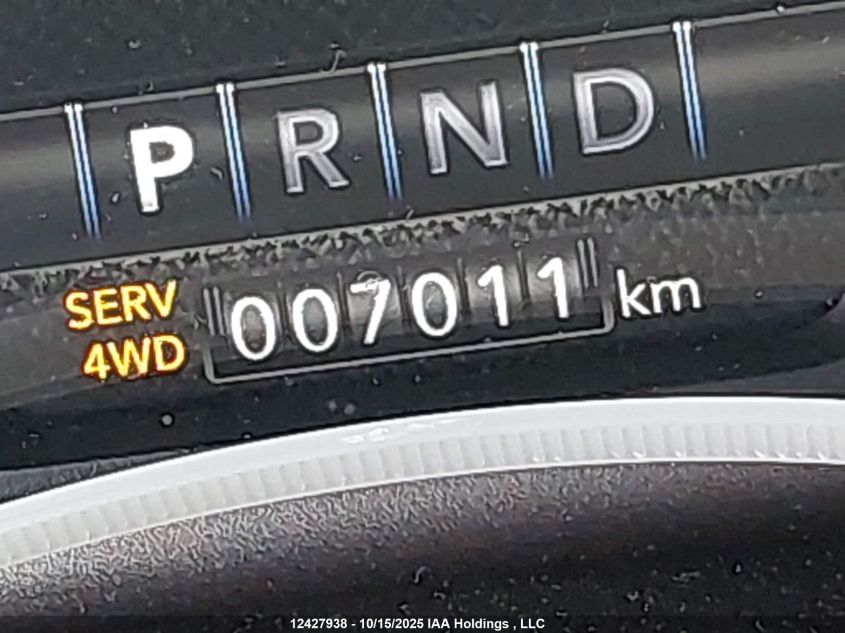 P R N D
SERV
4WD
007011 km
12427938 - 10/15/2025 IAA Holdings , LLC